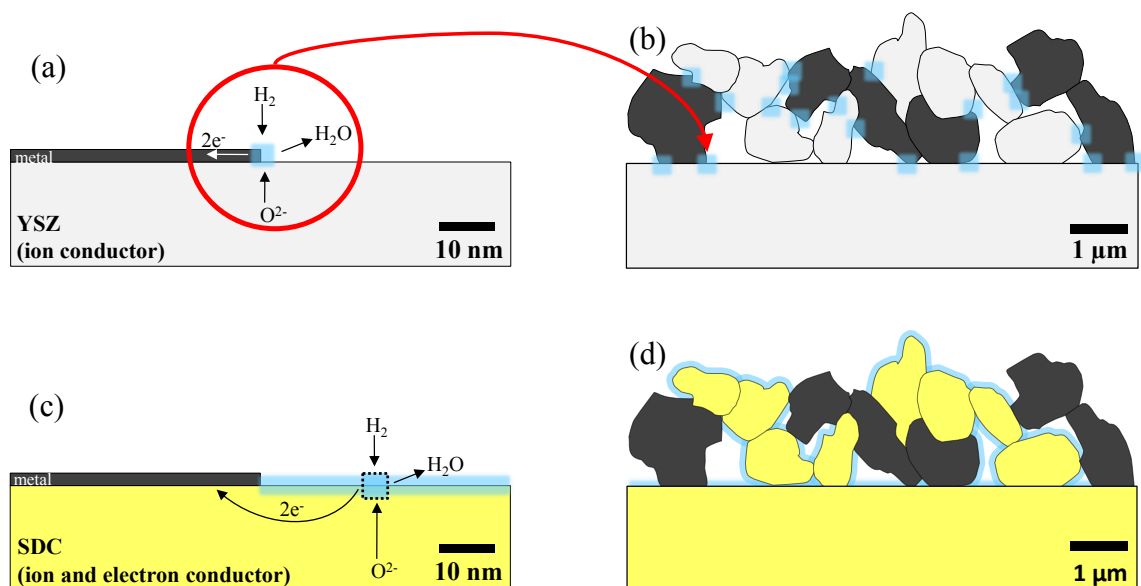 (a)
H₂
2e⁻
H₂O
metal
O²⁻
YSZ
(ion conductor)
10 nm
(b)
1 μm
(c)
H₂
H₂O
metal
2e⁻
SDC
(ion and electron conductor)
O²⁻
10 nm
(d)
1 μm